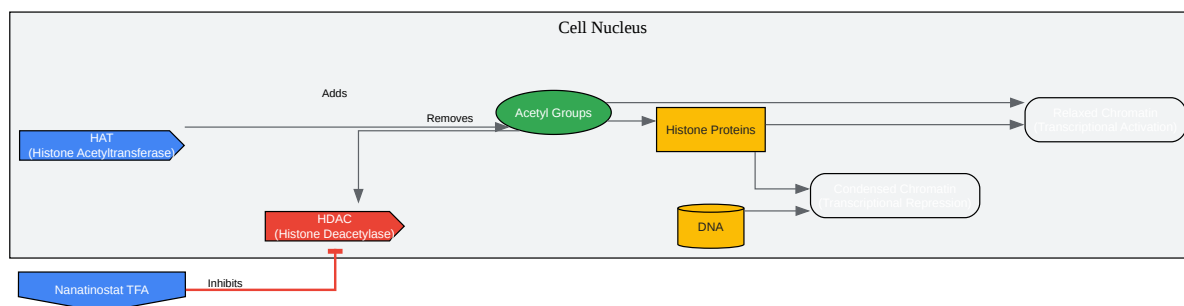 Cell Nucleus
Adds
Removes
Acetyl Groups
HAT
(Histone Acetyltransferase)
Histone Proteins
Relaxed Chromatin
(Transcriptional Activation)
Condensed Chromatin
(Transcriptional Repression)
HDAC
(Histone Deacetylase)
DNA
Nanatinostat TFA
Inhibits